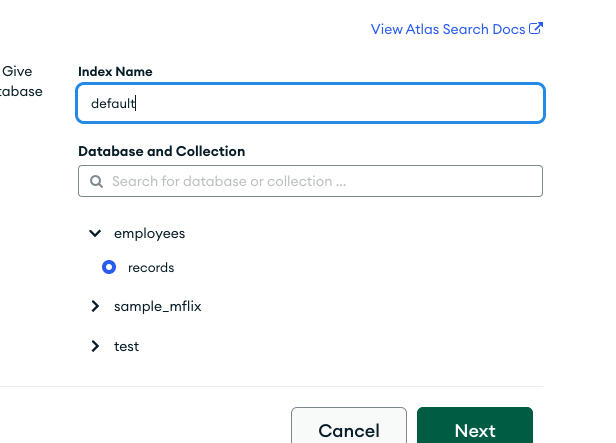 View Atlas Search Docs
Give
tabase
Index Name
default
Database and Collection
Search for database or collection ...
employees
records
sample_mflix
test
Cancel
Next